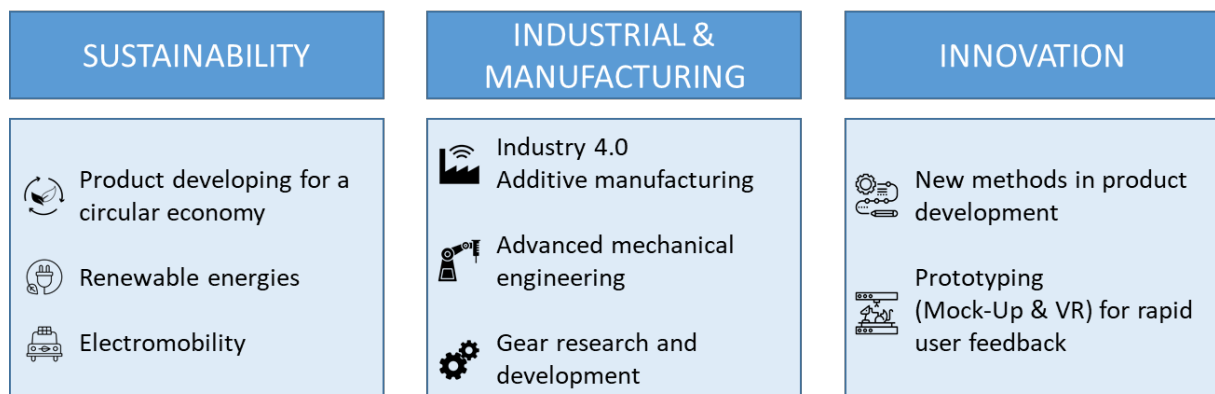 SUSTAINABILITY
Product developing for a
circular economy
Renewable energies
Electromobility
INDUSTRIAL &
MANUFACTURING
Industry 4.0
Additive manufacturing
Advanced mechanical
engineering
Gear research and
development
INNOVATION
New methods in product
development
Prototyping
(Mock-Up & VR) for rapid
user feedback